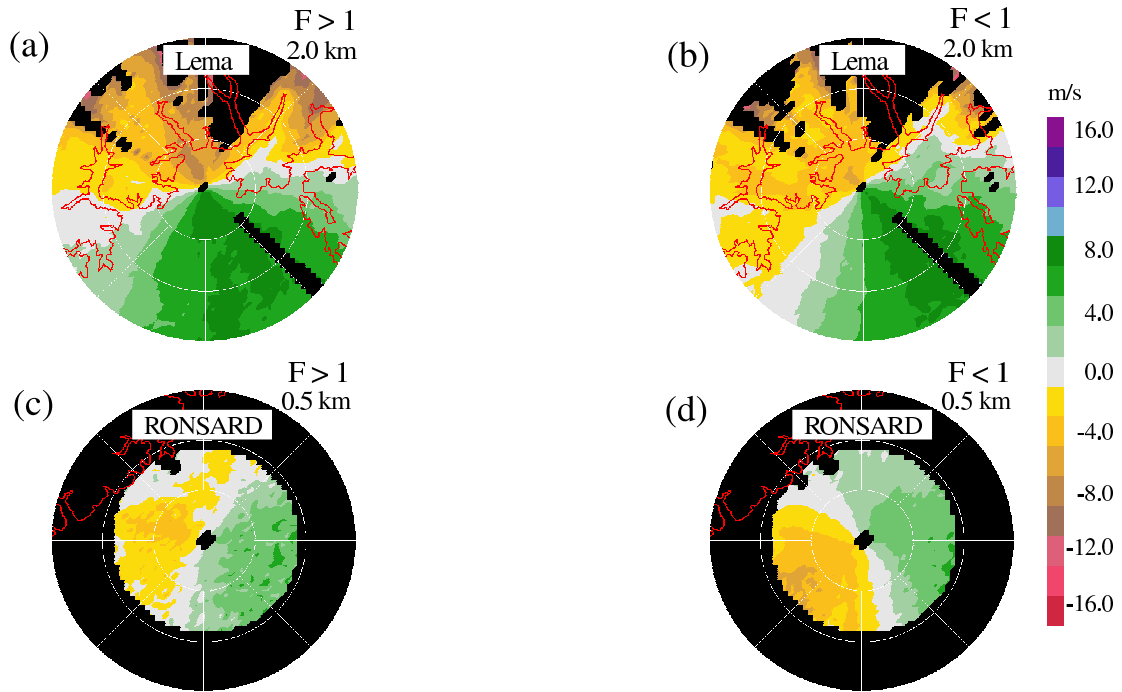 (a)
F > 1
2.0 km
Lema
(b)
F < 1
2.0 km
Lema
m/s
16.0
12.0
8.0
4.0
0.0
-4.0
-8.0
-12.0
-16.0
(c)
F > 1
0.5 km
RONSARD
(d)
F < 1
0.5 km
RONSARD